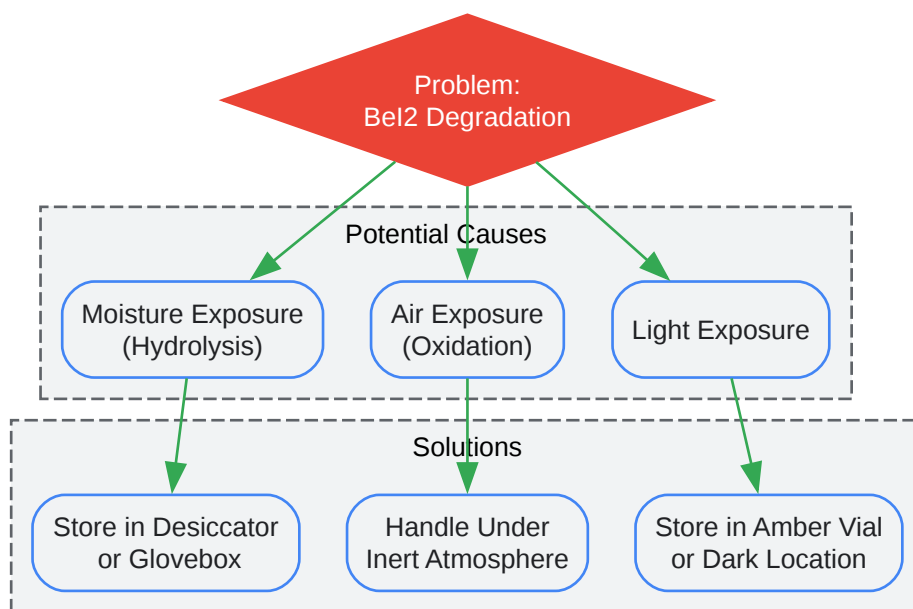 Problem:
BeI2 Degradation
Potential Causes
Moisture Exposure
(Hydrolysis)
Air Exposure
(Oxidation)
Light Exposure
Solutions
Store in Desiccator
or Glovebox
Handle Under
Inert Atmosphere
Store in Amber Vial
or Dark Location